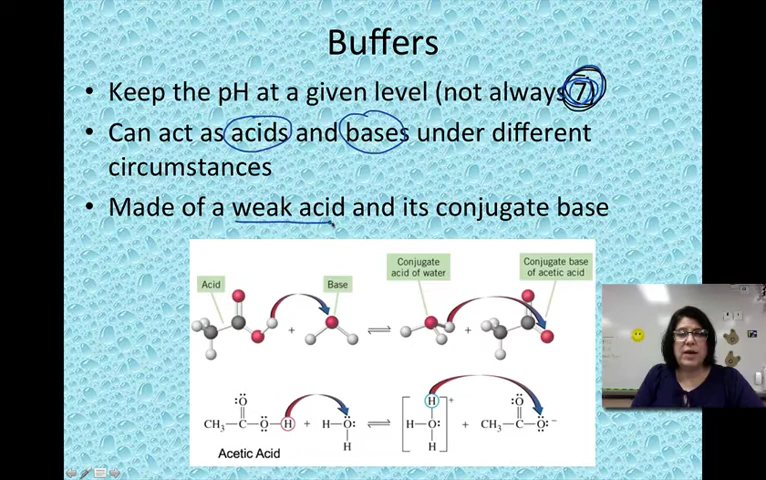 Buffers
• Keep the pH at a given level (not always 7)
• Can act as acids and bases under different
circumstances
• Made of a weak acid and its conjugate base
Acid
Base
Conjugate
acid of water
Conjugate base
of acetic acid
+ ⇌ +
:Ö
CH₃—C—Ö—H + H—Ö: ⇌ [H—O:]⁺ + CH₃—C—Ö:⁻
H
H
H
:O
Acetic Acid